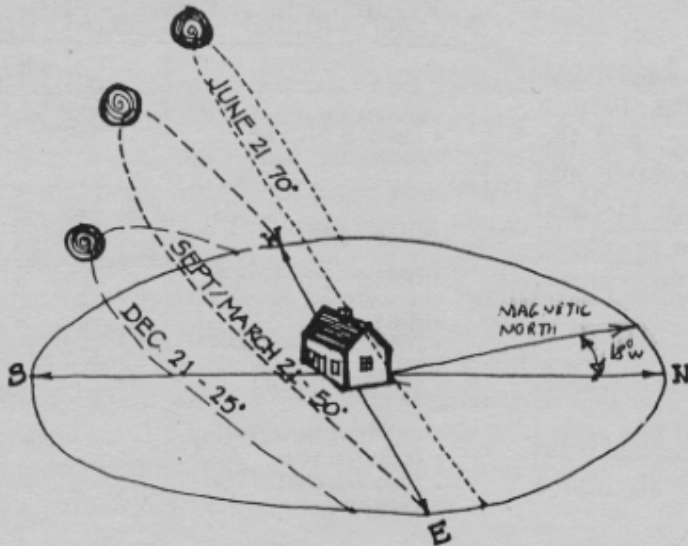 JUNE 21 70°
SEPT/MARCH 21 - 50°
DEC. 21 - 25°
MAGNETIC
NORTH
18°W
S
N
E